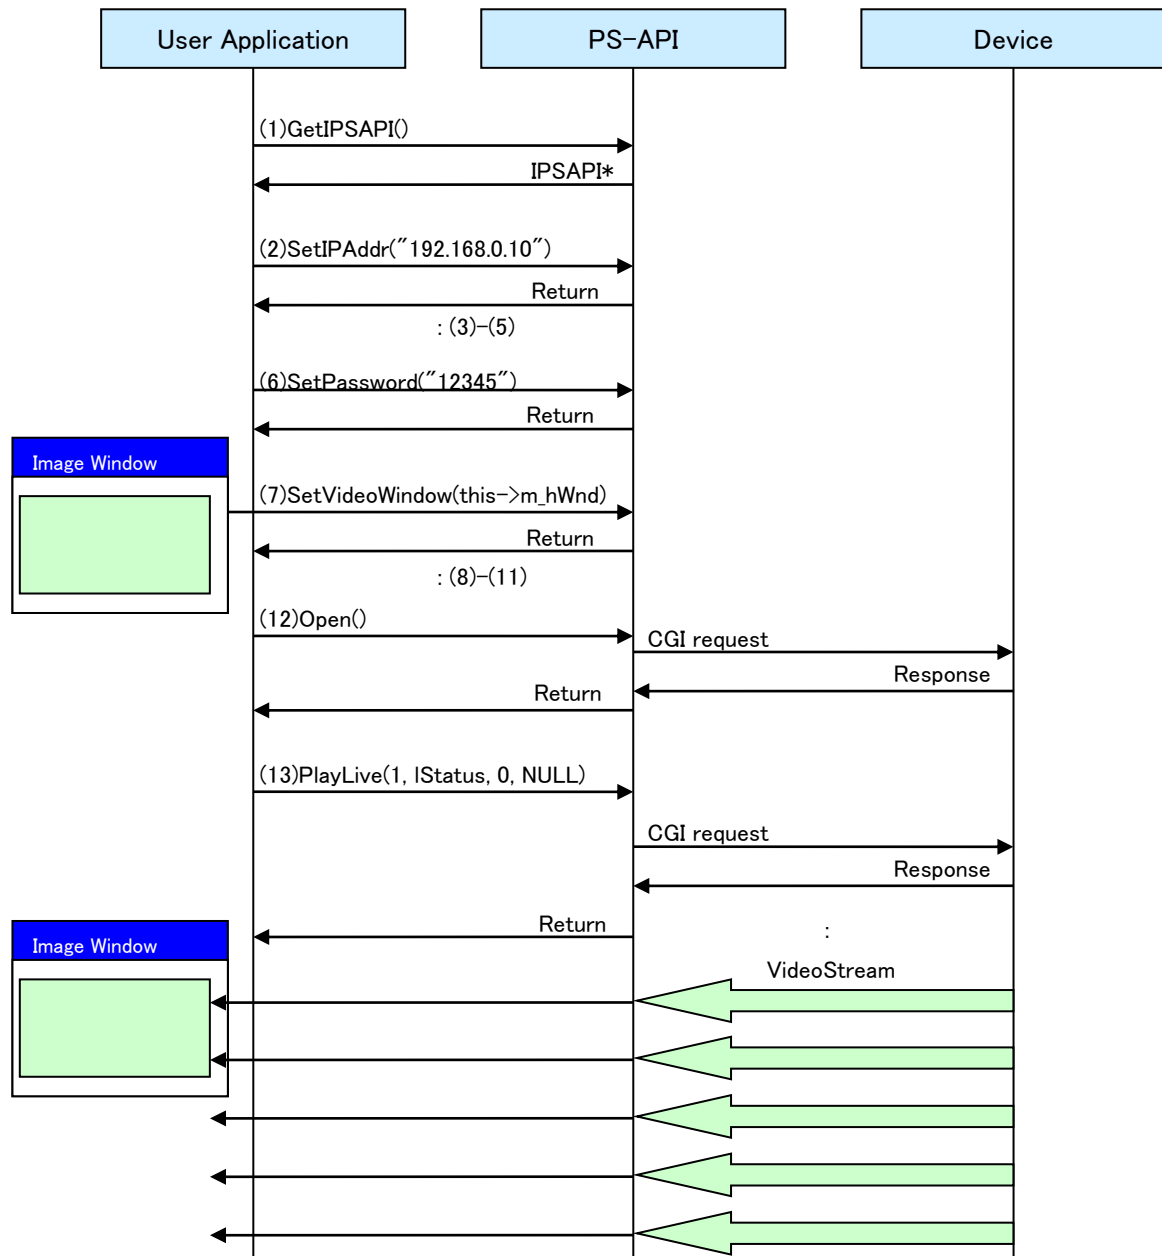 User Application
PS-API
Device
(1)GetIPSAPI()
IPSAPI*
(2)SetIPAddr("192.168.0.10")
Return
: (3)-(5)
(6)SetPassword("12345")
Return
Image Window
(7)SetVideoWindow(this->m_hWnd)
Return
: (8)-(11)
(12)Open()
CGI request
Response
Return
(13)PlayLive(1, lStatus, 0, NULL)
CGI request
Response
Return
:
Image Window
VideoStream